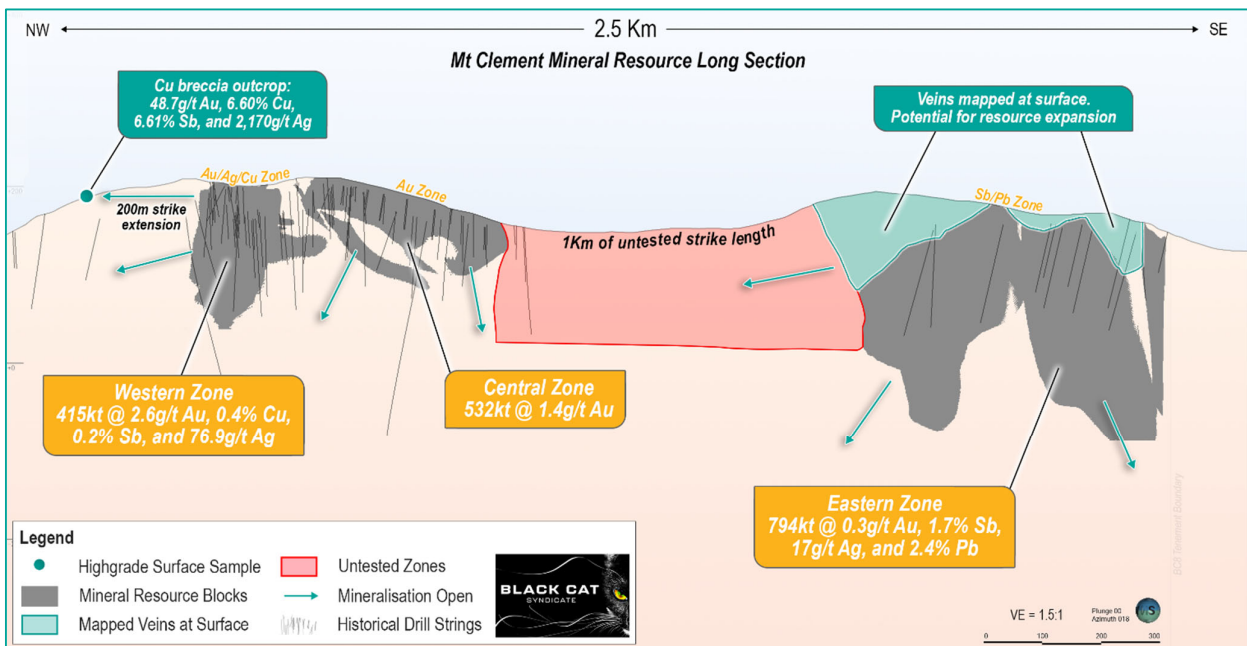 NW
2.5 Km
SE
Mt Clement Mineral Resource Long Section
Cu breccia outcrop:
48.7g/t Au, 6.60% Cu,
6.61% Sb, and 2,170g/t Ag
Veins mapped at surface.
Potential for resource expansion
Au/Ag/Cu Zone
Au Zone
Sb/Pb Zone
200m strike
extension
1Km of untested strike length
Western Zone
415kt @ 2.6g/t Au, 0.4% Cu,
0.2% Sb, and 76.9g/t Ag
Central Zone
532kt @ 1.4g/t Au
Eastern Zone
794kt @ 0.3g/t Au, 1.7% Sb,
17g/t Ag, and 2.4% Pb
Legend
Highgrade Surface Sample
Untested Zones
Mineral Resource Blocks
Mineralisation Open
Mapped Veins at Surface
Historical Drill Strings
BLACK CAT
SYNDICATE
VE = 1.5:1
Plunge 00
Azimuth 018
0 100 200 300
Tenement Boundary